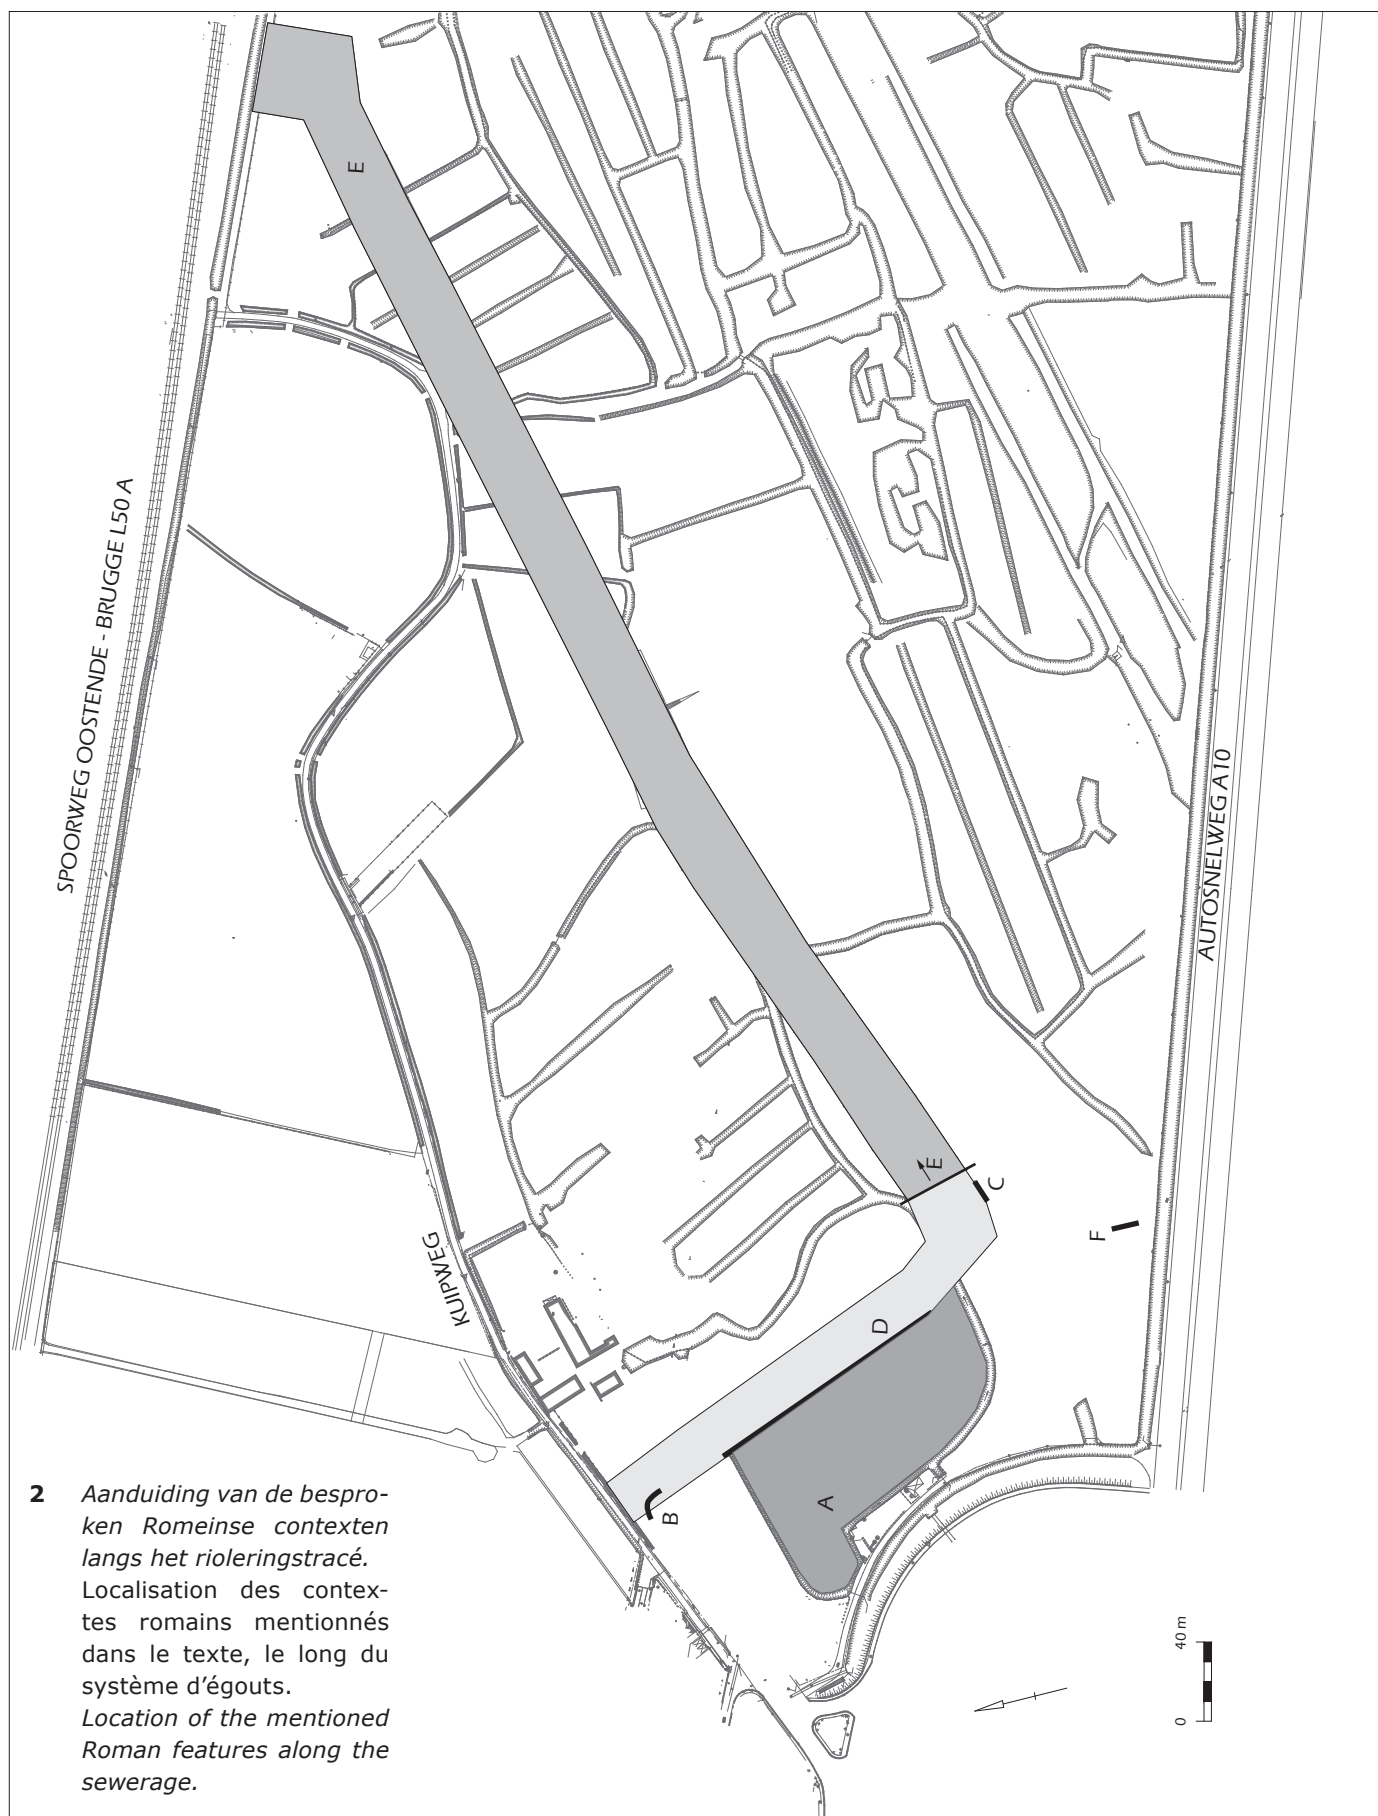 SPOORWEG OOSTENDE - BRUGGE L50 A
E
KUIPWEG
AUTOSNELWEG A10
E
C
F
D
B
A
2 Aanduiding van de bespro-
ken Romeinse contexten
langs het rioleringstracé.
Localisation des contex-
tes romains mentionnés
dans le texte, le long du
système d'égouts.
Location of the mentioned
Roman features along the
sewerage.
0 40 m